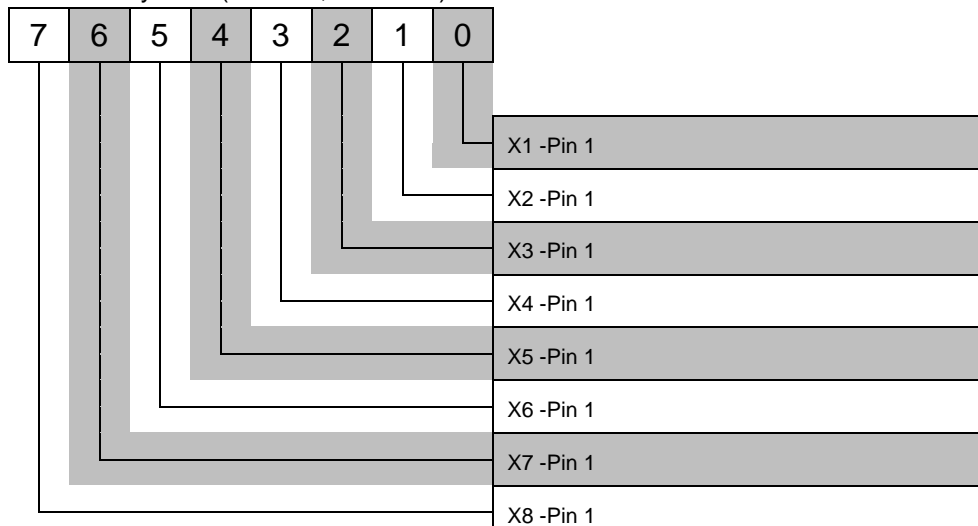 7 6 5 4 3 2 1 0
X1 -Pin 1
X2 -Pin 1
X3 -Pin 1
X4 -Pin 1
X5 -Pin 1
X6 -Pin 1
X7 -Pin 1
X8 -Pin 1